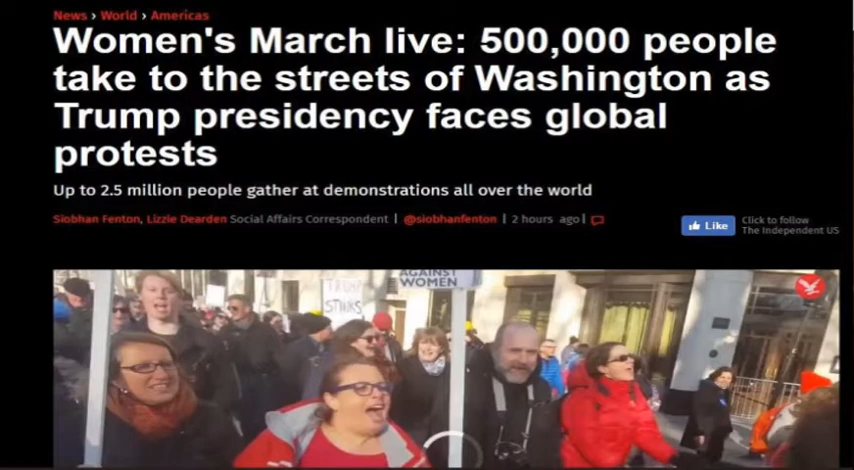 News › World › Americas
Women's March live: 500,000 people
take to the streets of Washington as
Trump presidency faces global
protests
Up to 2.5 million people gather at demonstrations all over the world
Siobhan Fenton, Lizzie Dearden Social Affairs Correspondent | @siobhanfenton | 2 hours ago |
Like
Click to follow
The Independent US
AGAINST
WOMEN
TRUMP
STINKS